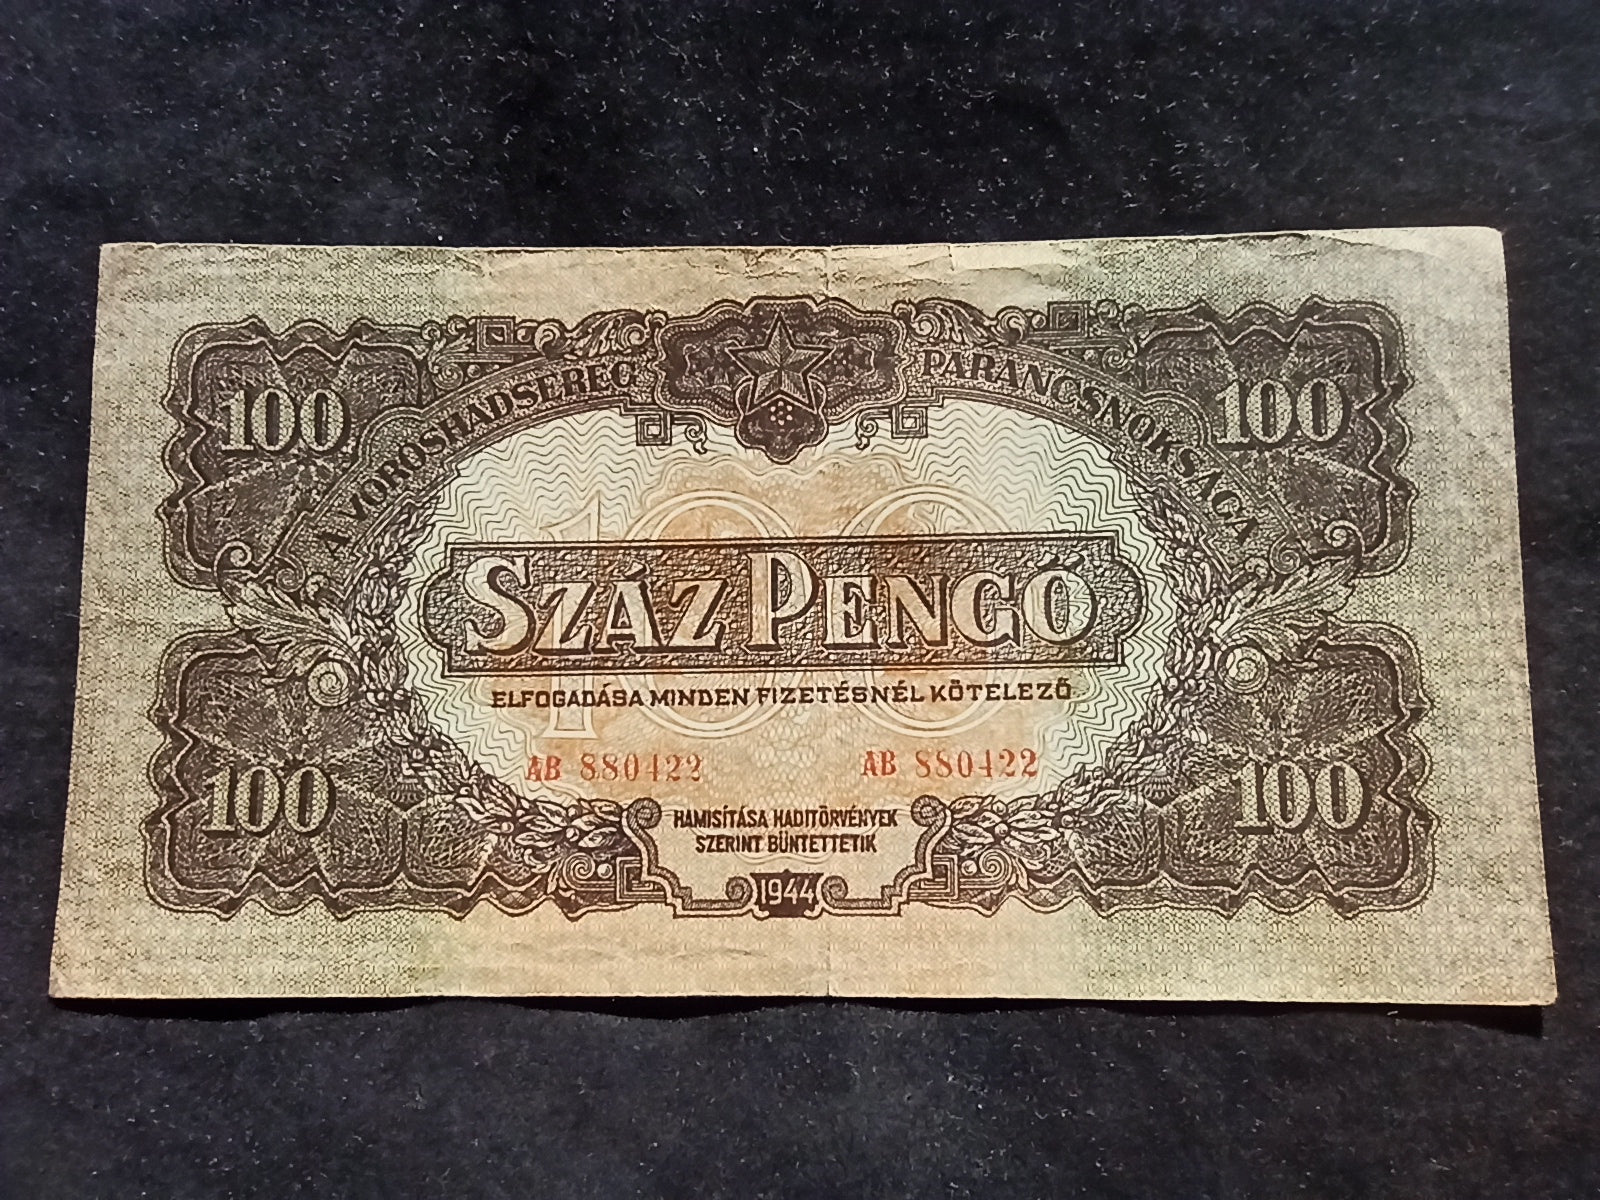 A VÖRÖSHADSEREG PARANCSNOKSÁGA
100 100
100
SZÁZ PENGŐ
ELFOGADÁSA MINDEN FIZETÉSNÉL KÖTELEZŐ
AB 880422 AB 880422
100 100
HAMISÍTÁSA HADITÖRVÉNYEK
SZERINT BÜNTETTETIK
1944